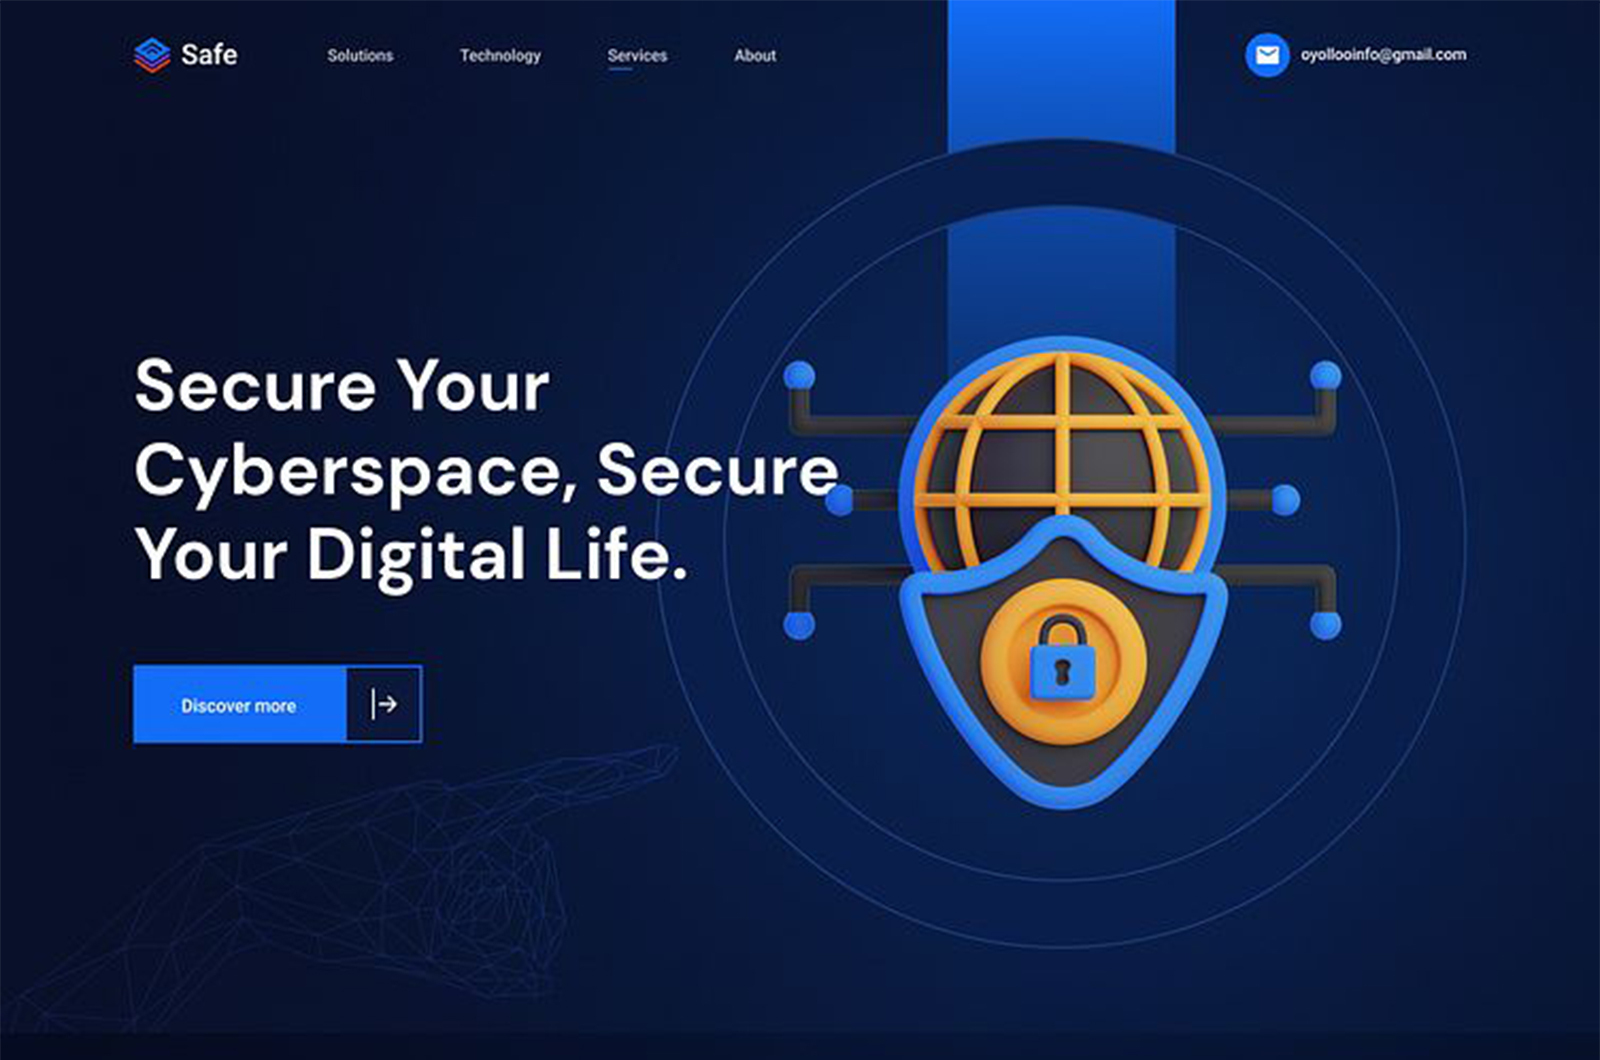 Safe
Solutions
Technology
Services
About
oyollooinfo@gmail.com
Secure Your
Cyberspace, Secure
Your Digital Life.
Discover more